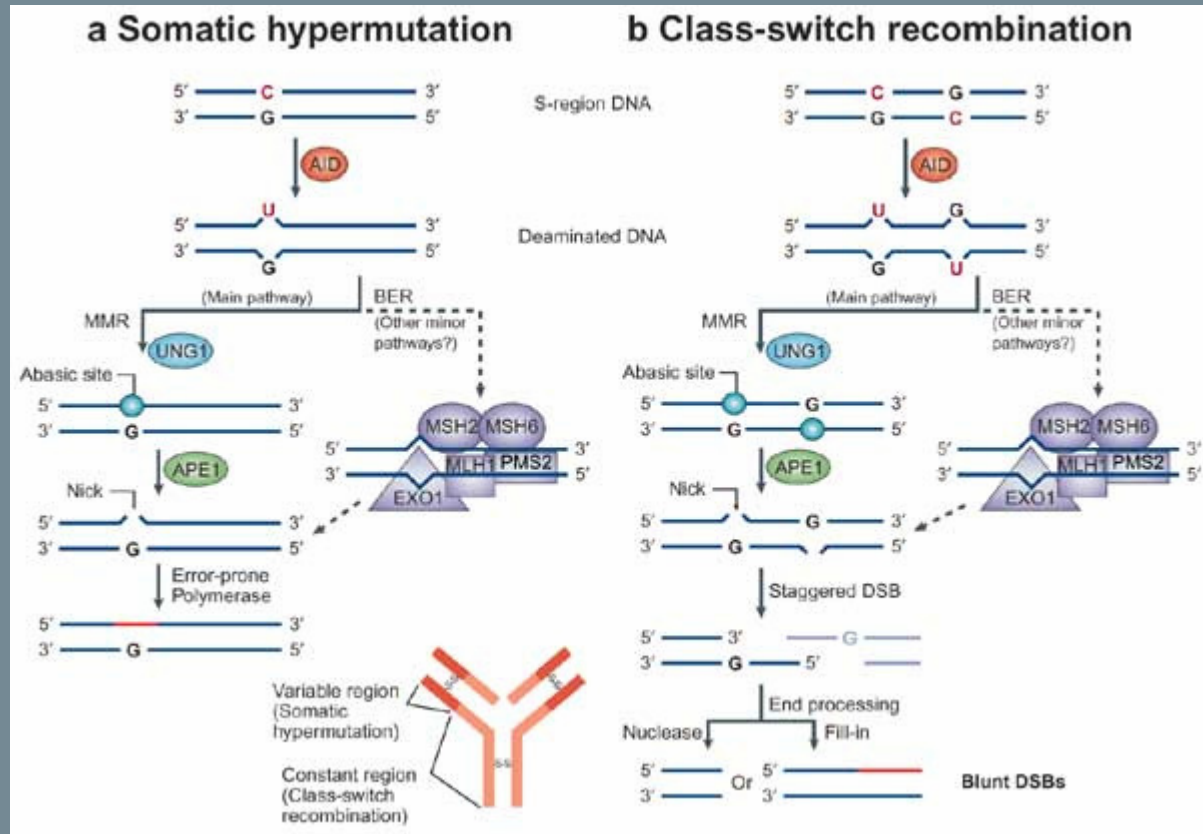 a Somatic hypermutation
5′ C 3′
3′ G 5′
AID
U
5′ 3′
3′ 5′
G
(Main pathway)
BER
(Other minor
pathways?)
MMR
UNG1
Abasic site
5′ 3′
3′ G 5′
MSH2 MSH6
5′ 3′
3′ 5′
MLH1 PMS2
EXO1
APE1
Nick
5′ 3′
3′ G 5′
Error-prone
Polymerase
5′ 3′
3′ G 5′
S-region DNA
Deaminated DNA
b Class-switch recombination
5′ C G 3′
3′ G C 5′
AID
U G
5′ 3′
3′ 5′
G U
(Main pathway)
BER
(Other minor
pathways?)
MMR
UNG1
Abasic site
5′ G 3′
3′ G 5′
MSH2 MSH6
5′ 3′
3′ 5′
MLH1 PMS2
EXO1
APE1
Nick
5′ G 3′
3′ G 5′
Staggered DSB
5′ 3′ G
3′ G 5′
End processing
Nuclease Fill-in
5′ Or 5′
3′ 3′
Blunt DSBs
Variable region
(Somatic
hypermutation)
Constant region
(Class-switch
recombination)
S-S S-S
S-S